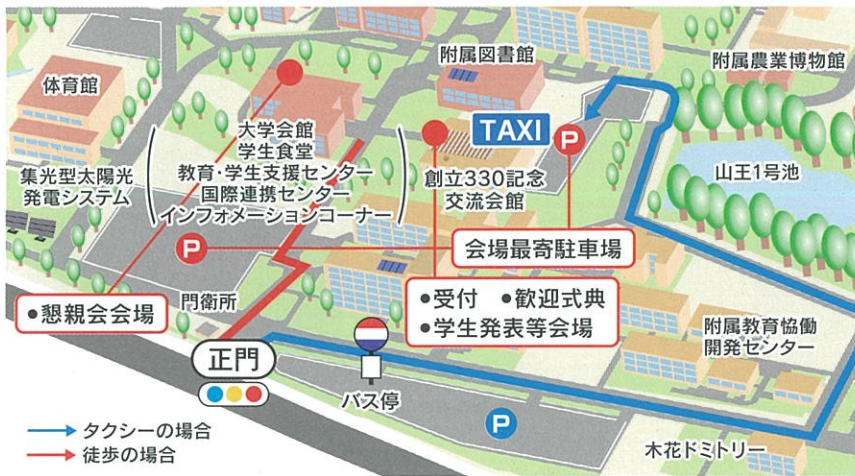 附属図書館
附属農業博物館
体育館
大学会館
学生食堂
教育・学生支援センター
国際連携センター
インフォメーションコーナー
TAXI
P
集光型太陽光
発電システム
創立330記念
交流会館
山王1号池
P
会場最寄駐車場
●懇親会会場
門衛所
●受付 ●歓迎式典
●学生発表等会場
附属教育協働
開発センター
正門
バス停
P
タクシーの場合
徒歩の場合
木花ドミトリー